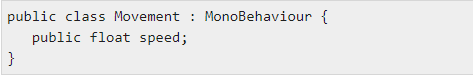 public class Movement : MonoBehaviour {
   public float speed;
}